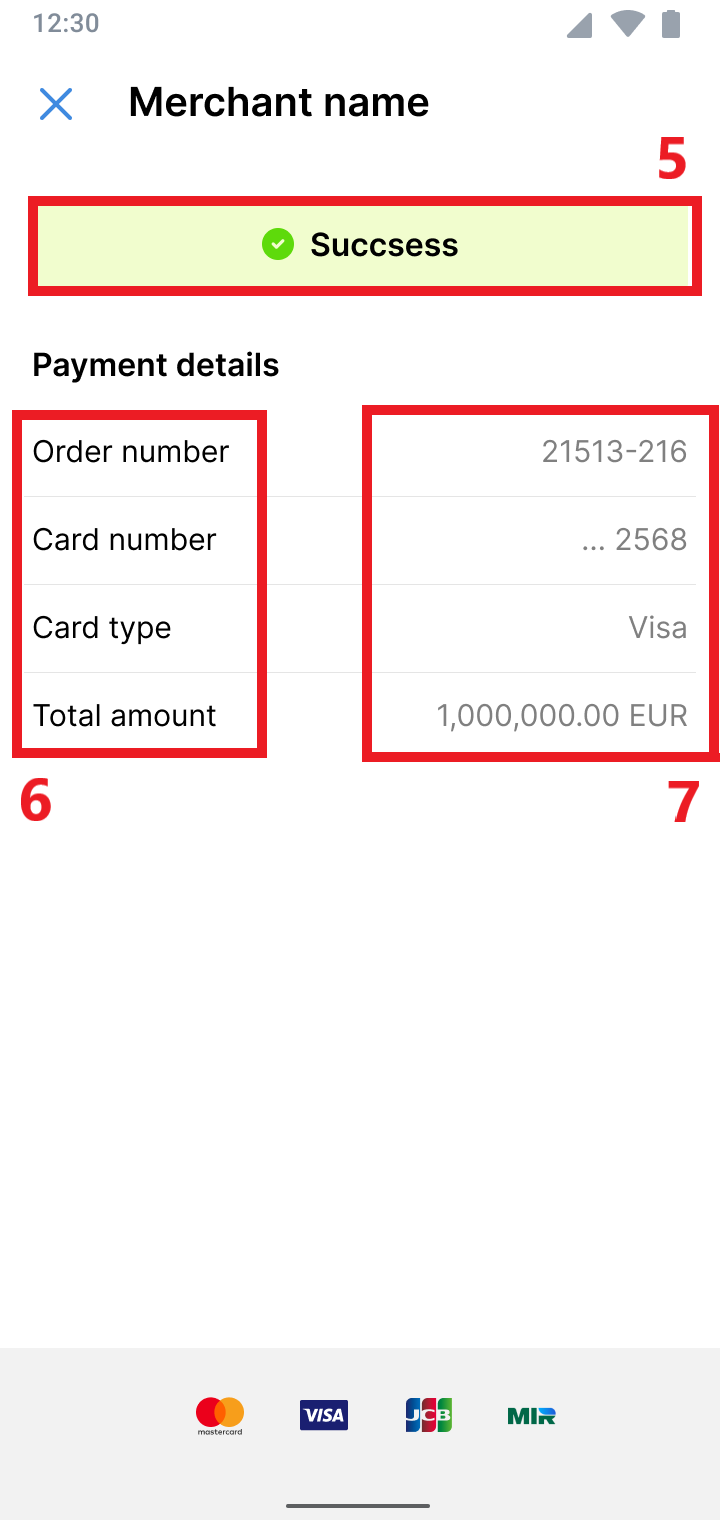 12:30
Merchant name
5
Succsess
Payment details
Order number 21513-216
Card number ... 2568
Card type Visa
Total amount 1,000,000.00 EUR
6 7
mastercard VISA JCB MIR